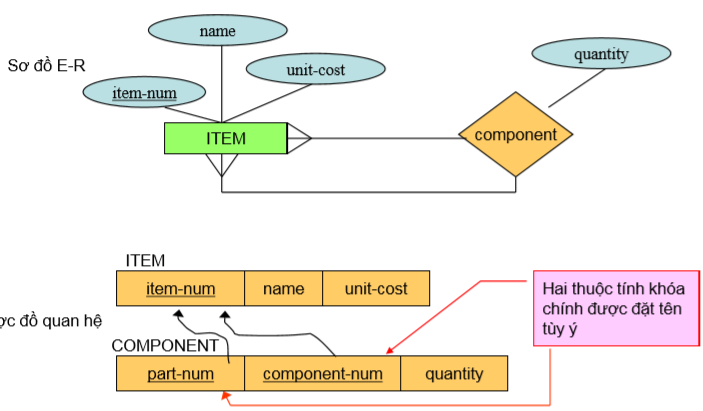 name
Sơ đồ E-R
quantity
unit-cost
item-num
ITEM
component
ITEM
item-num name unit-cost
Hai thuộc tính khóa
chính được đặt tên
tùy ý
ợc đồ quan hệ
COMPONENT
part-num component-num quantity